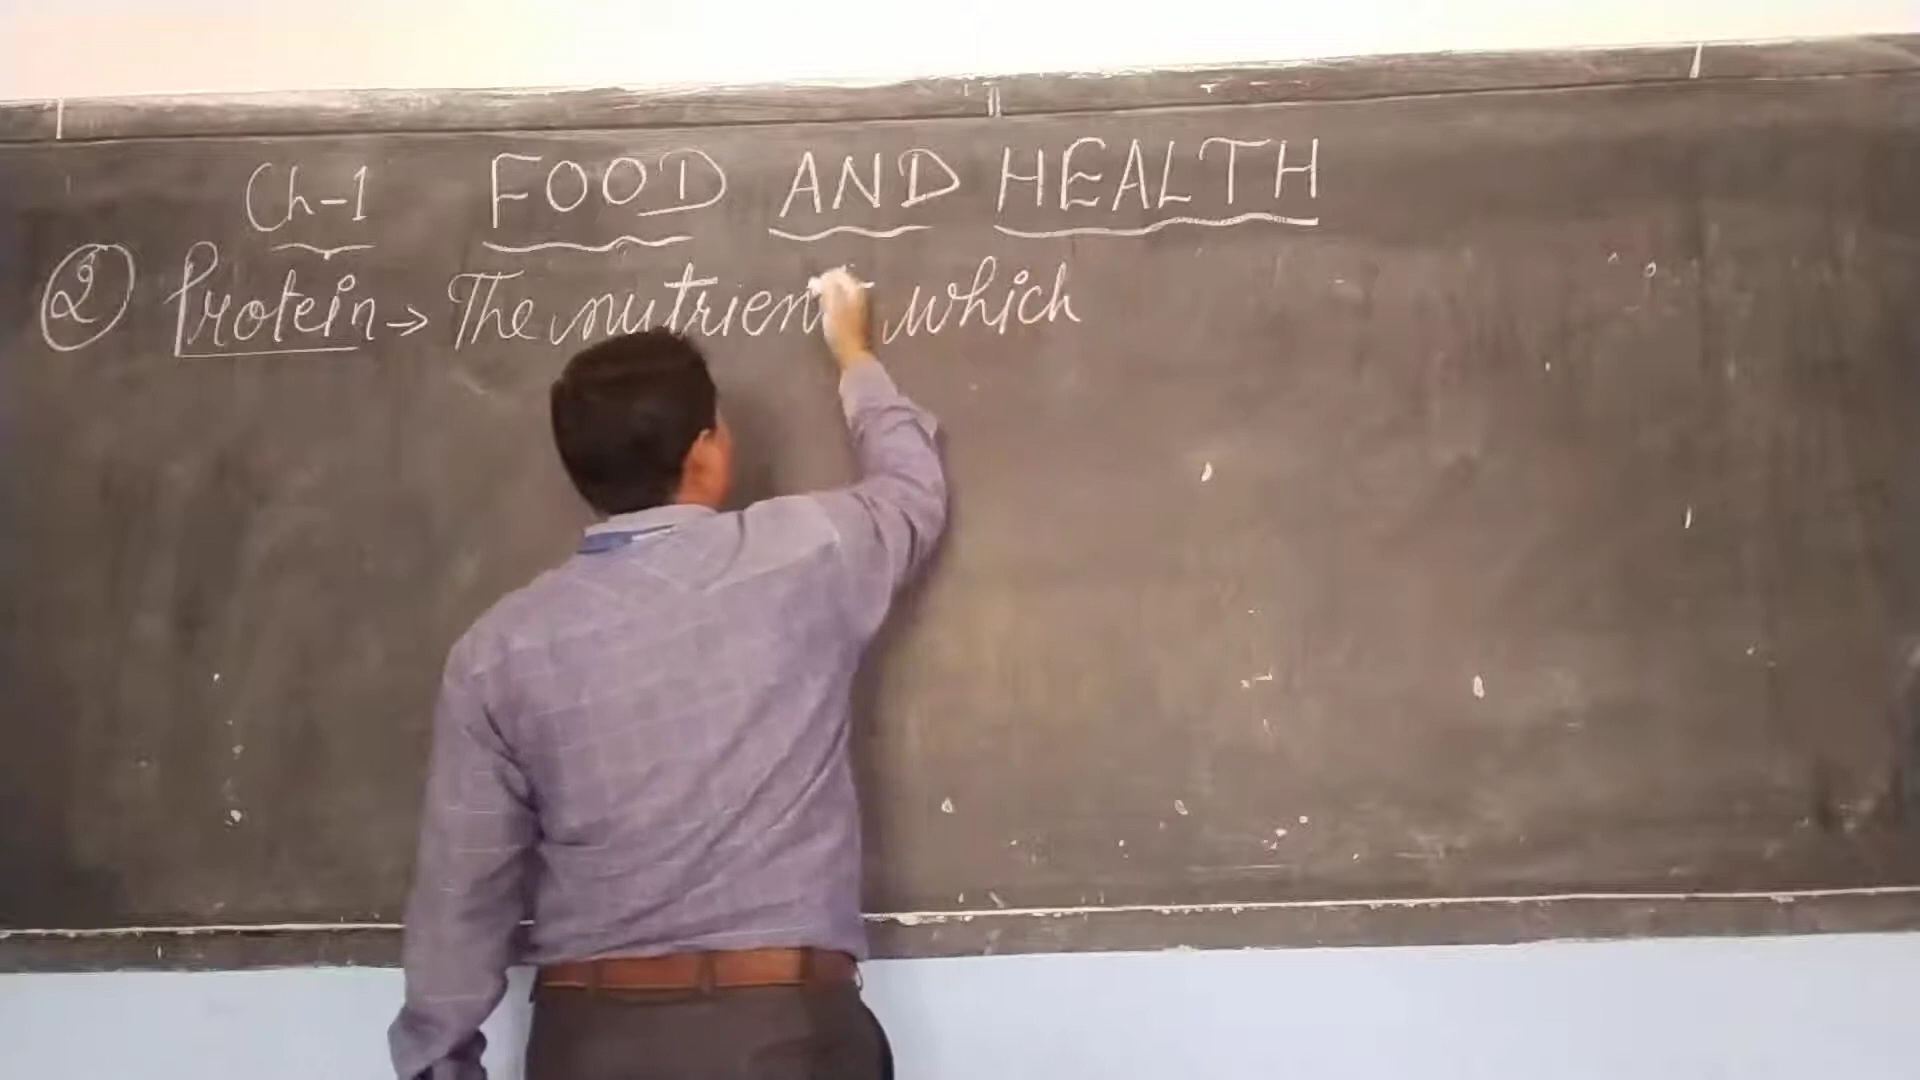 Ch-1 FOOD AND HEALTH
② Protein → The nutrient which